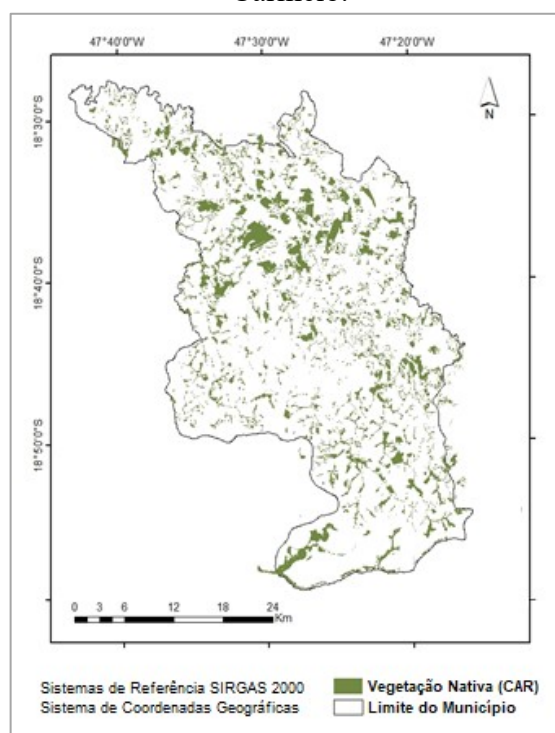 47°40'0"W 47°30'0"W 47°20'0"W
N
18°30'0"S
18°40'0"S
18°50'0"S
0 3 6 12 18 24
Km
Sistemas de Referência SIRGAS 2000
Sistema de Coordenadas Geográficas
Vegetação Nativa (CAR)
Limite do Município